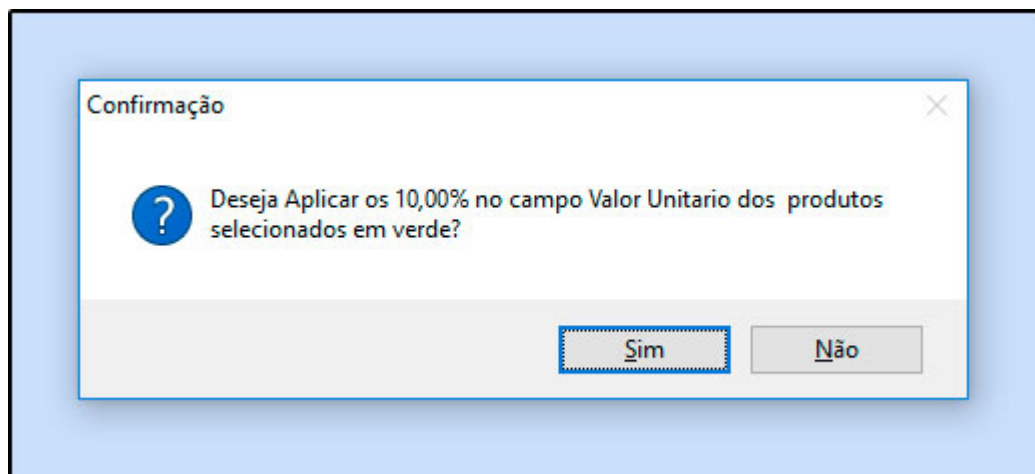 Confirmação
Deseja Aplicar os 10,00% no campo Valor Unitario dos  produtos
selecionados em verde?
Sim
Não